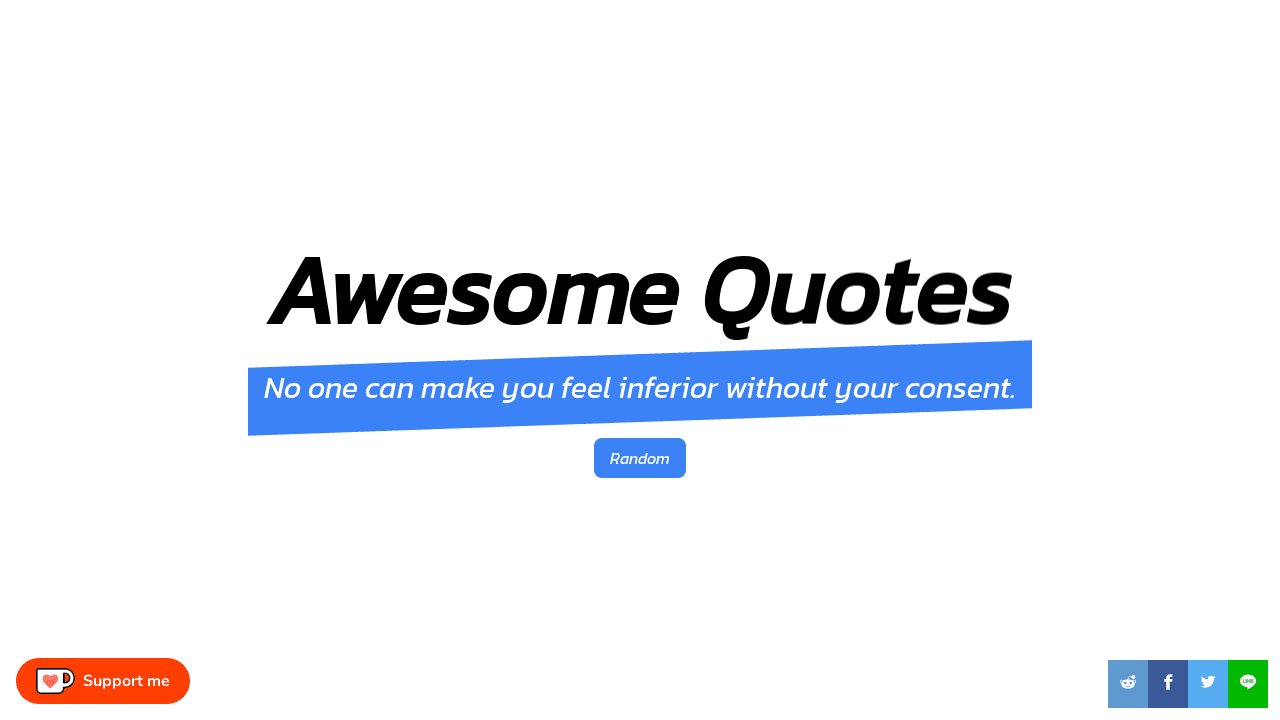 Awesome Quotes
No one can make you feel inferior without your consent.
Random
Support me
LINE